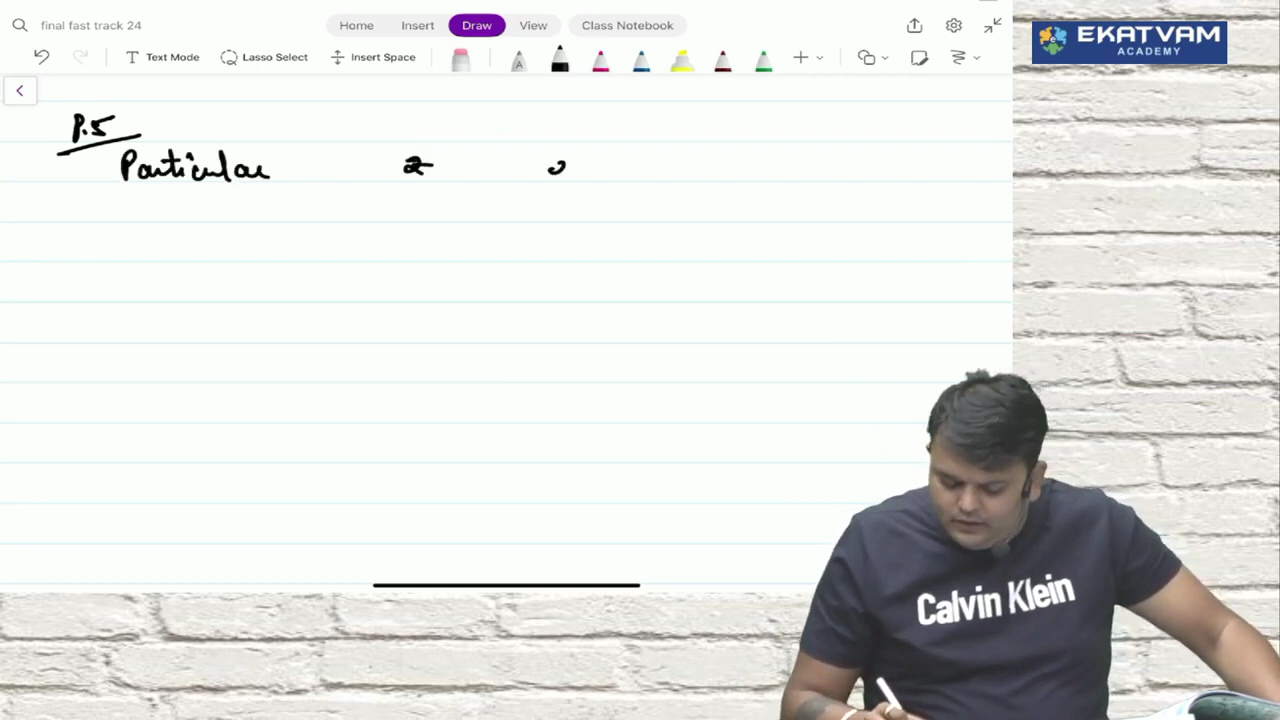 final fast track 24
Home Insert Draw View Class Notebook
EKATVAM
ACADEMY
Text Mode Lasso Select Insert Space
A
P.5
Particular
Calvin Klein